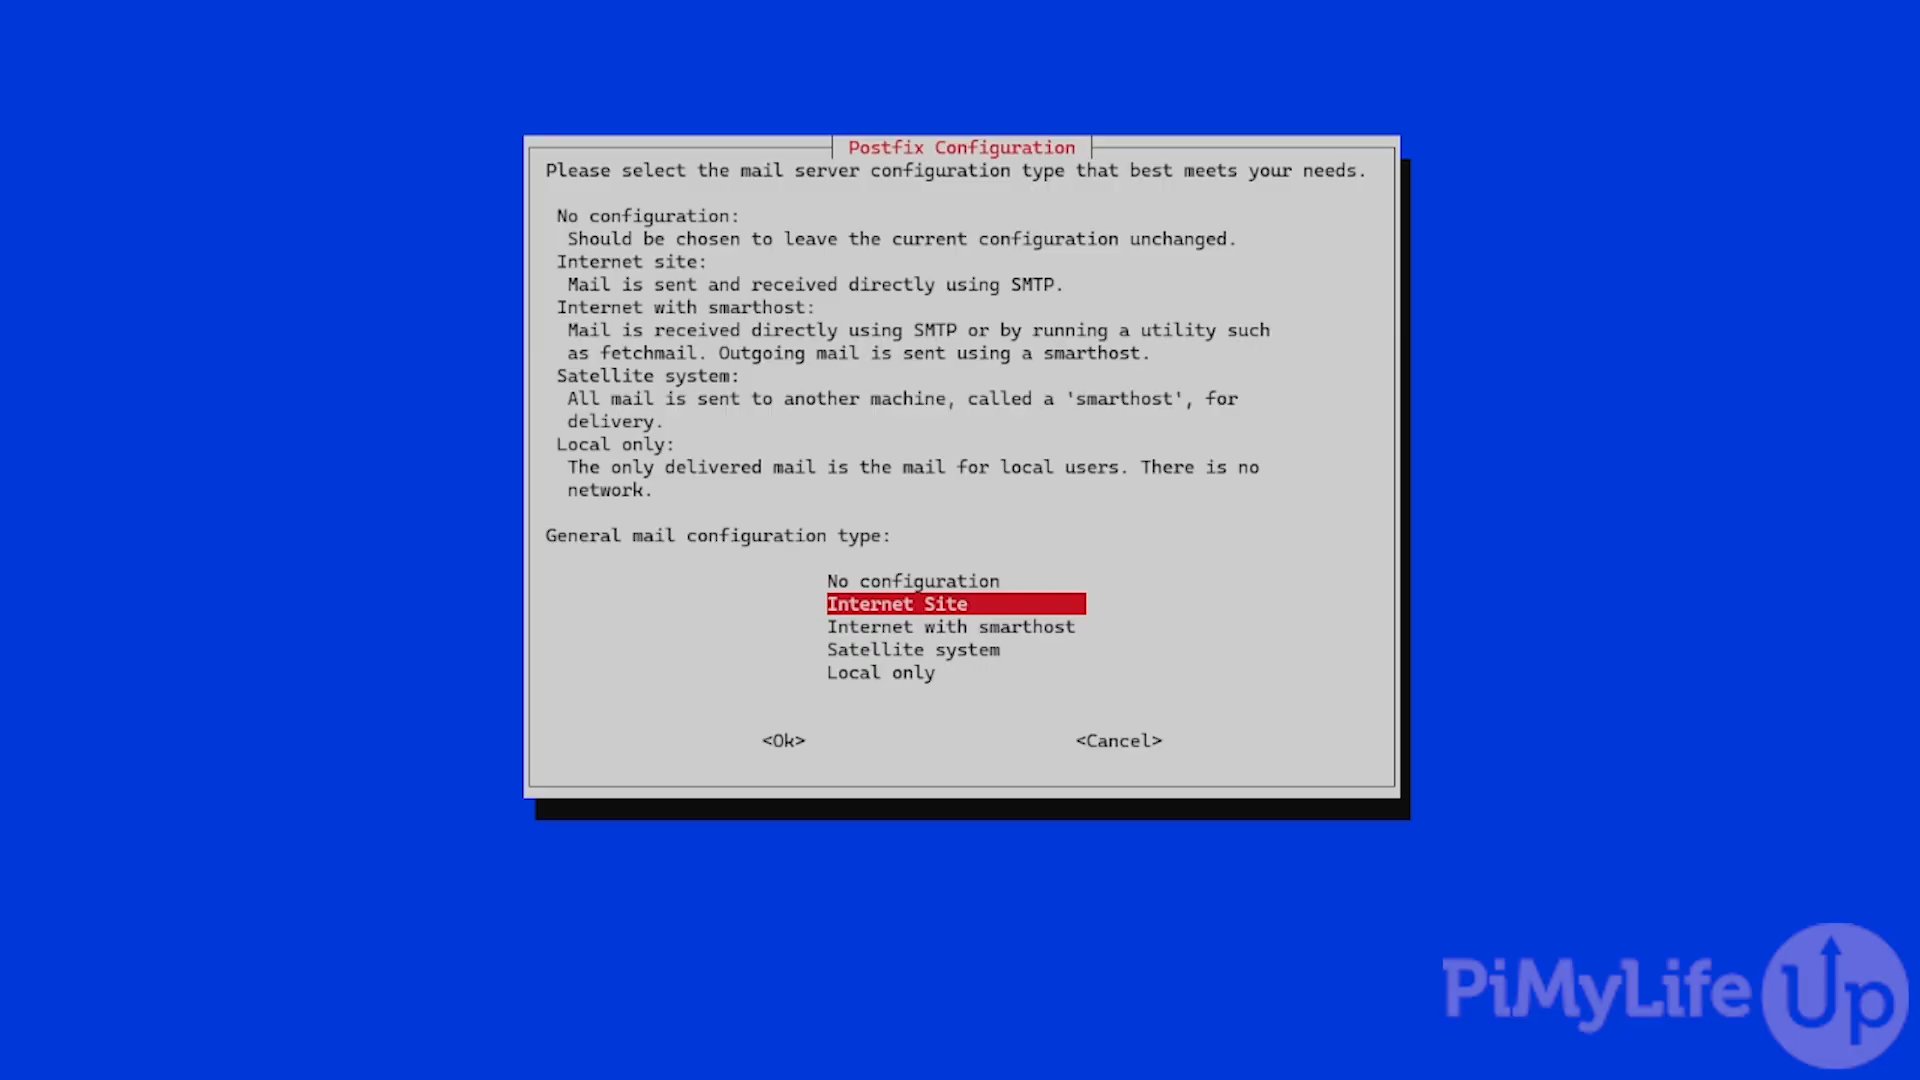 Postfix Configuration
Please select the mail server configuration type that best meets your needs.
No configuration:
Should be chosen to leave the current configuration unchanged.
Internet site:
Mail is sent and received directly using SMTP.
Internet with smarthost:
Mail is received directly using SMTP or by running a utility such
as fetchmail. Outgoing mail is sent using a smarthost.
Satellite system:
All mail is sent to another machine, called a 'smarthost', for
delivery.
Local only:
The only delivered mail is the mail for local users. There is no
network.
General mail configuration type:
No configuration
Internet Site
Internet with smarthost
Satellite system
Local only
<Ok> <Cancel>
PiMyLife Up